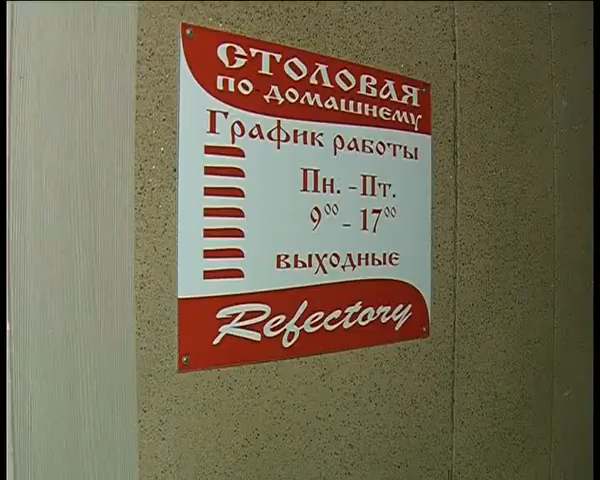 СТОЛОВАЯ
ПО-ДОМАШНЕМУ
График работы
Пн. - Пт.
9⁰⁰ - 17⁰⁰
выходные
Refectory